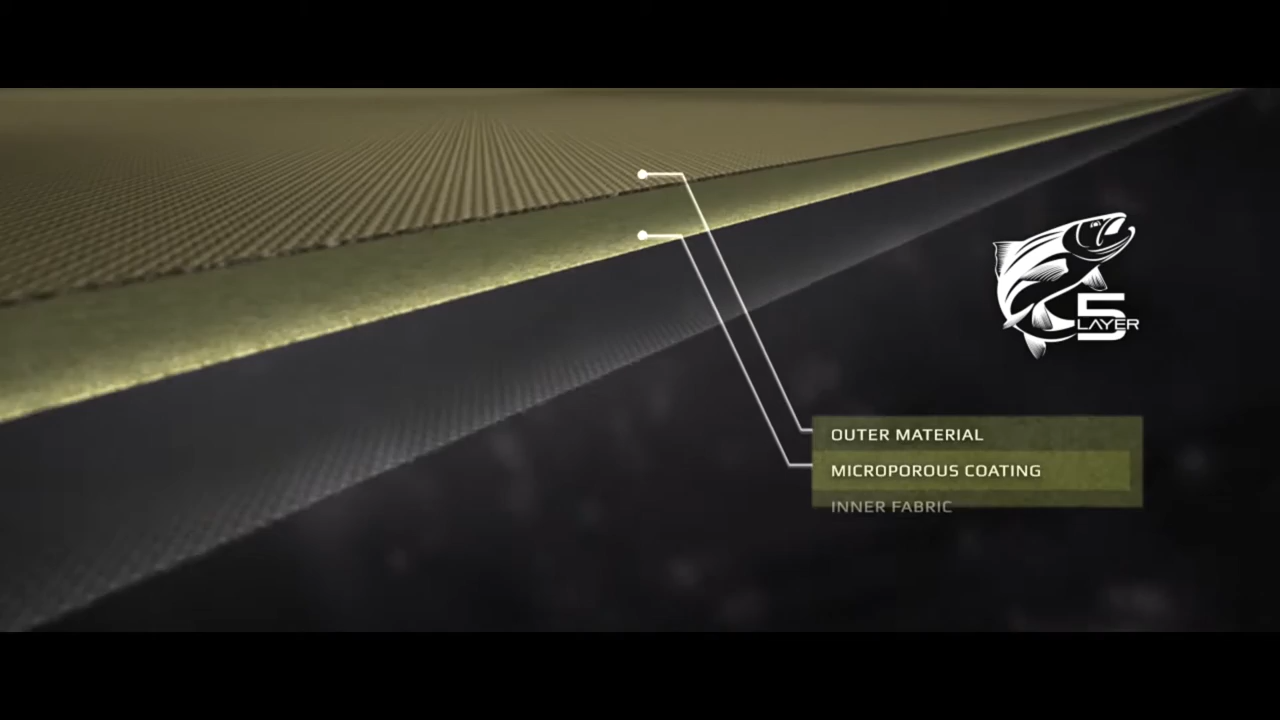 5
LAYER
OUTER MATERIAL
MICROPOROUS COATING
INNER FABRIC